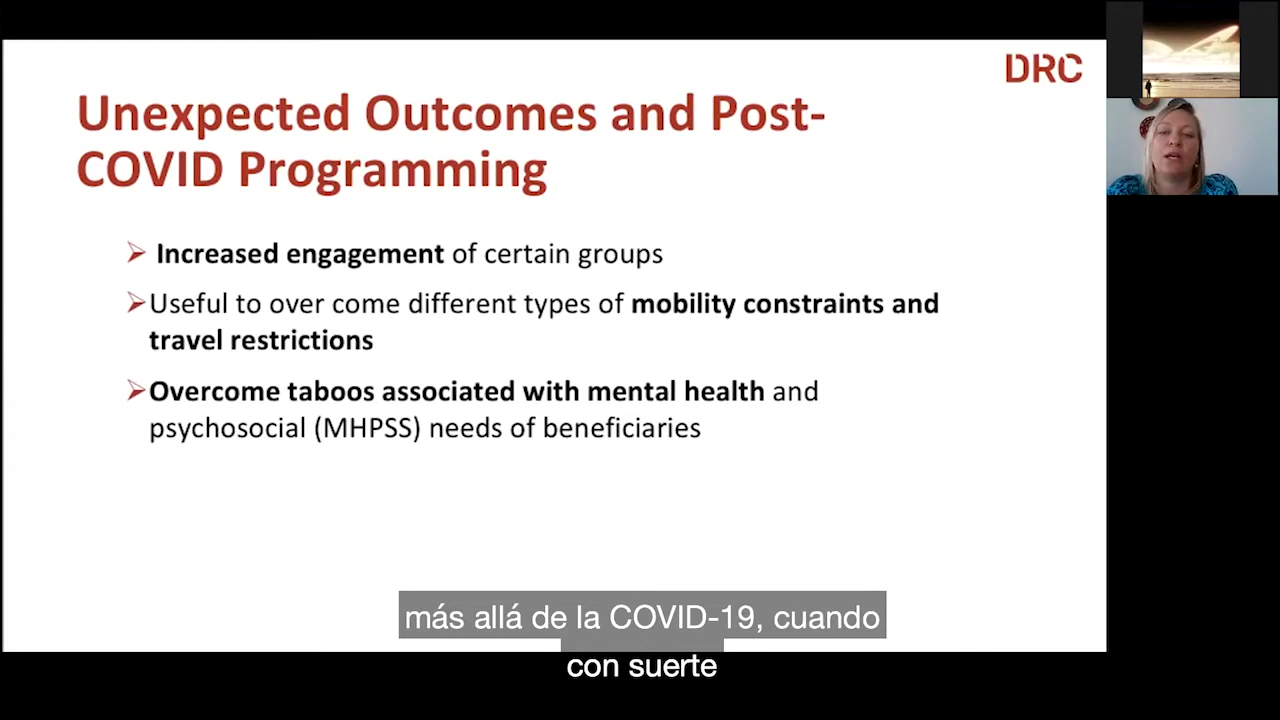 DRC
Unexpected Outcomes and Post-
COVID Programming
➢ Increased engagement of certain groups
➢Useful to over come different types of mobility constraints and
travel restrictions
➢Overcome taboos associated with mental health and
psychosocial (MHPSS) needs of beneficiaries
más allá de la COVID-19, cuando
con suerte